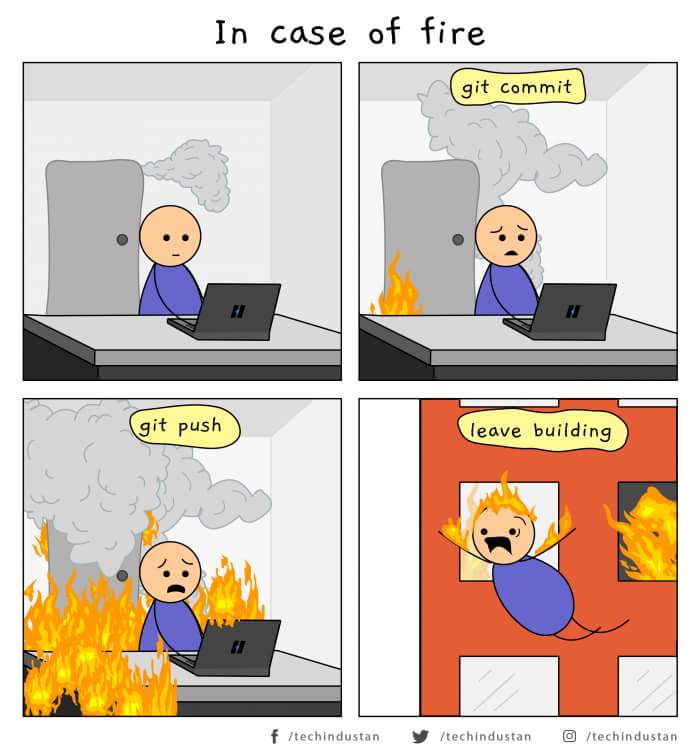 In case of fire
git commit
git push
leave building
/techindustan /techindustan /techindustan